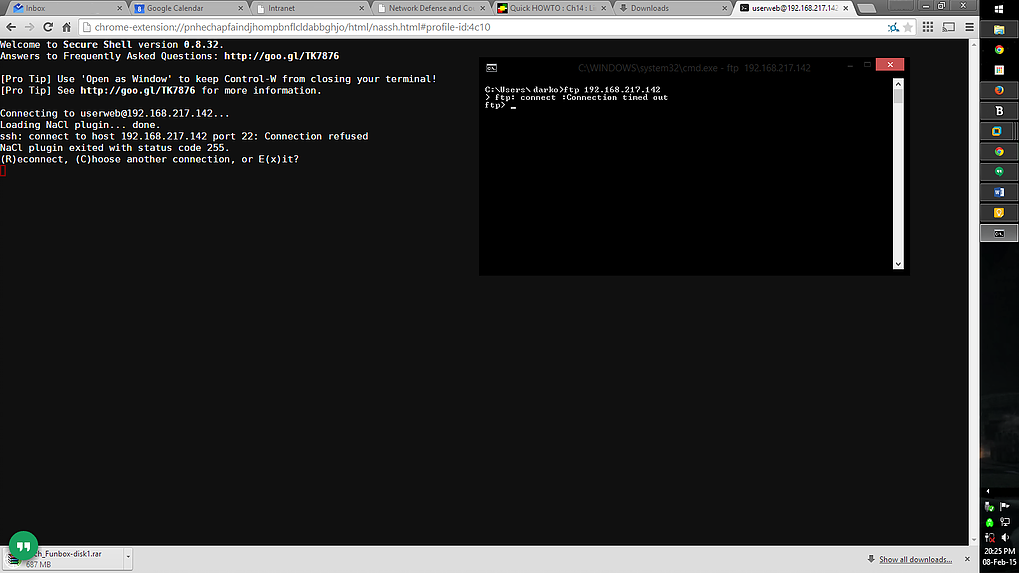 Inbox
Google Calendar
Intranet
Network Defense and Co
Quick HOWTO : Ch14 : Li
Downloads
userweb@192.168.217.142
chrome-extension://pnhechapfaindjhompbnflcldabbghjo/html/nassh.html#profile-id:4c10
Welcome to Secure Shell version 0.8.32.
Answers to Frequently Asked Questions: http://goo.gl/TK7876
[Pro Tip] Use 'Open as Window' to keep Control-W from closing your terminal!
[Pro Tip] See http://goo.gl/TK7876 for more information.
Connecting to userweb@192.168.217.142...
Loading NaCl plugin... done.
ssh: connect to host 192.168.217.142 port 22: Connection refused
NaCl plugin exited with status code 255.
(R)econnect, (C)hoose another connection, or E(x)it?
C:\WINDOWS\system32\cmd.exe - ftp 192.168.217.142
C:\Users\ darko>ftp 192.168.217.142
> ftp: connect :Connection timed out
ftp> _
ch_Funbox-disk1.rar
687 MB
Show all downloads...
20:25 PM
08-Feb-15